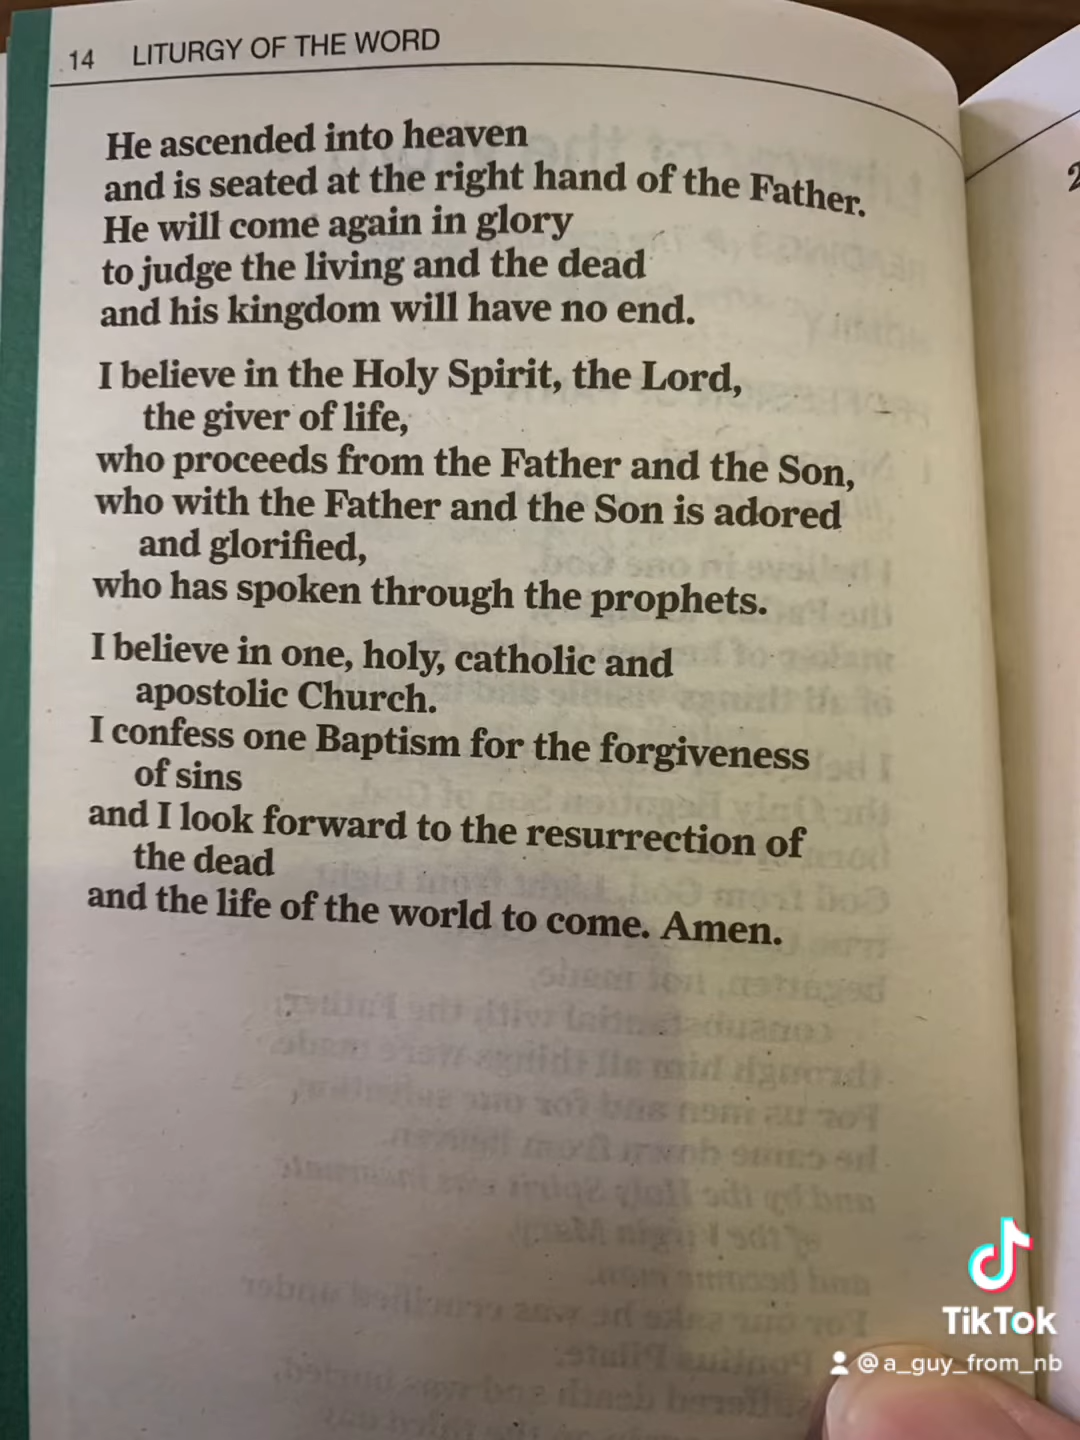 14 LITURGY OF THE WORD
He ascended into heaven
and is seated at the right hand of the Father.
He will come again in glory
to judge the living and the dead
and his kingdom will have no end.
I believe in the Holy Spirit, the Lord,
the giver of life,
who proceeds from the Father and the Son,
who with the Father and the Son is adored
and glorified,
who has spoken through the prophets.
I believe in one, holy, catholic and
apostolic Church.
I confess one Baptism for the forgiveness
of sins
and I look forward to the resurrection of
the dead
and the life of the world to come. Amen.
2
TikTok
@a_guy_from_nb